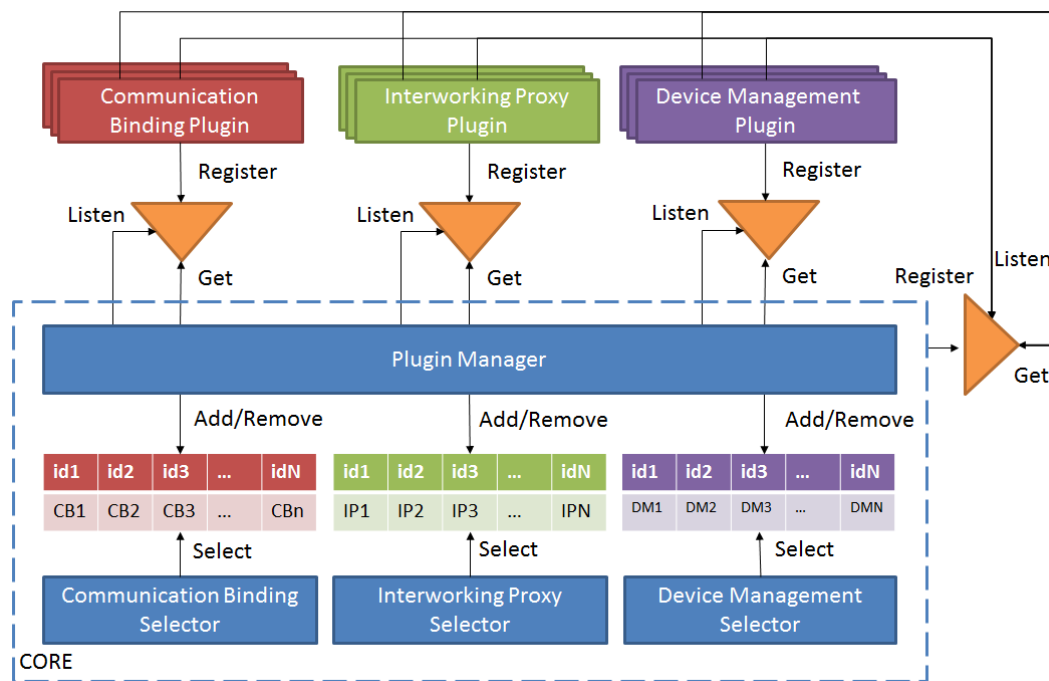 Communication
Binding Plugin
Interworking Proxy
Plugin
Device Management
Plugin
Register
Register
Register
Listen
Listen
Listen
Get
Get
Get
Listen
Register
Get
Plugin Manager
Add/Remove
Add/Remove
Add/Remove
id1 id2 id3 ... idN
id1 id2 id3 ... idN
id1 id2 id3 ... idN
CB1 CB2 CB3 ... CBn
IP1 IP2 IP3 ... IPN
DM1 DM2 DM3 ... DMN
Select
Select
Select
Communication Binding
Selector
Interworking Proxy
Selector
Device Management
Selector
CORE